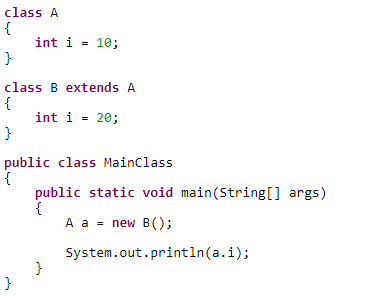 class A
{
    int i = 10;
}
class B extends A
{
    int i = 20;
}
public class MainClass
{
    public static void main(String[] args)
    {
        A a = new B();
        System.out.println(a.i);
    }
}